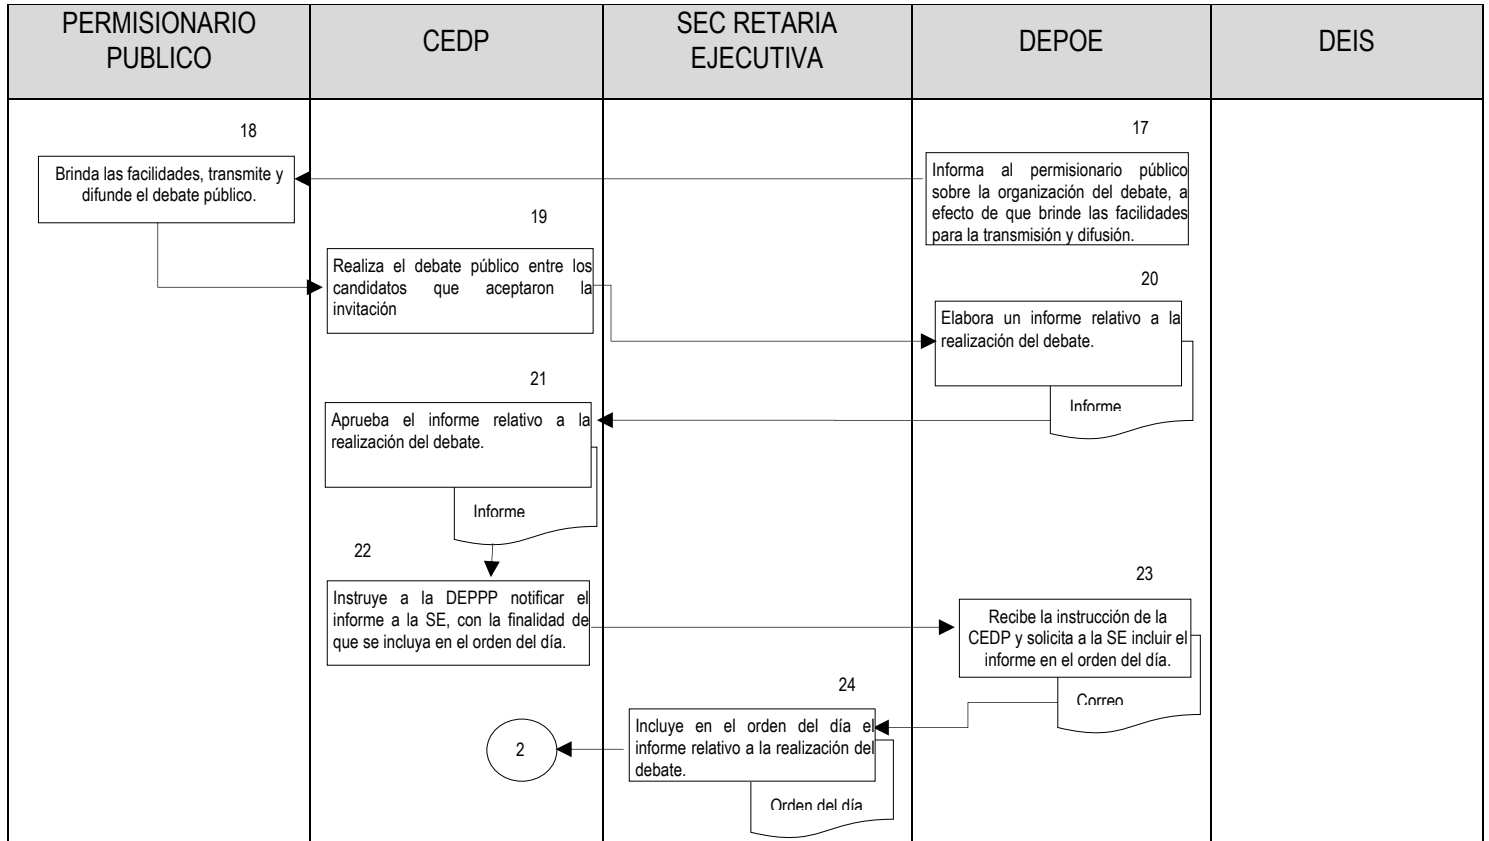 PERMISIONARIO
PUBLICO
CEDP
SEC RETARIA
EJECUTIVA
DEPOE
DEIS
18
17
Brinda las facilidades, transmite y
difunde el debate público.
Informa al permisionario público
sobre la organización del debate, a
efecto de que brinde las facilidades
para la transmisión y difusión.
19
Realiza el debate público entre los
candidatos que aceptaron la
invitación
20
Elabora un informe relativo a la
realización del debate.
Informe
21
Aprueba el informe relativo a la
realización del debate.
Informe
22
Instruye a la DEPPP notificar el
informe a la SE, con la finalidad de
que se incluya en el orden del día.
23
Recibe la instrucción de la
CEDP y solicita a la SE incluir el
informe en el orden del día.
Correo
24
Incluye en el orden del día el
informe relativo a la realización del
debate.
Orden del día
2